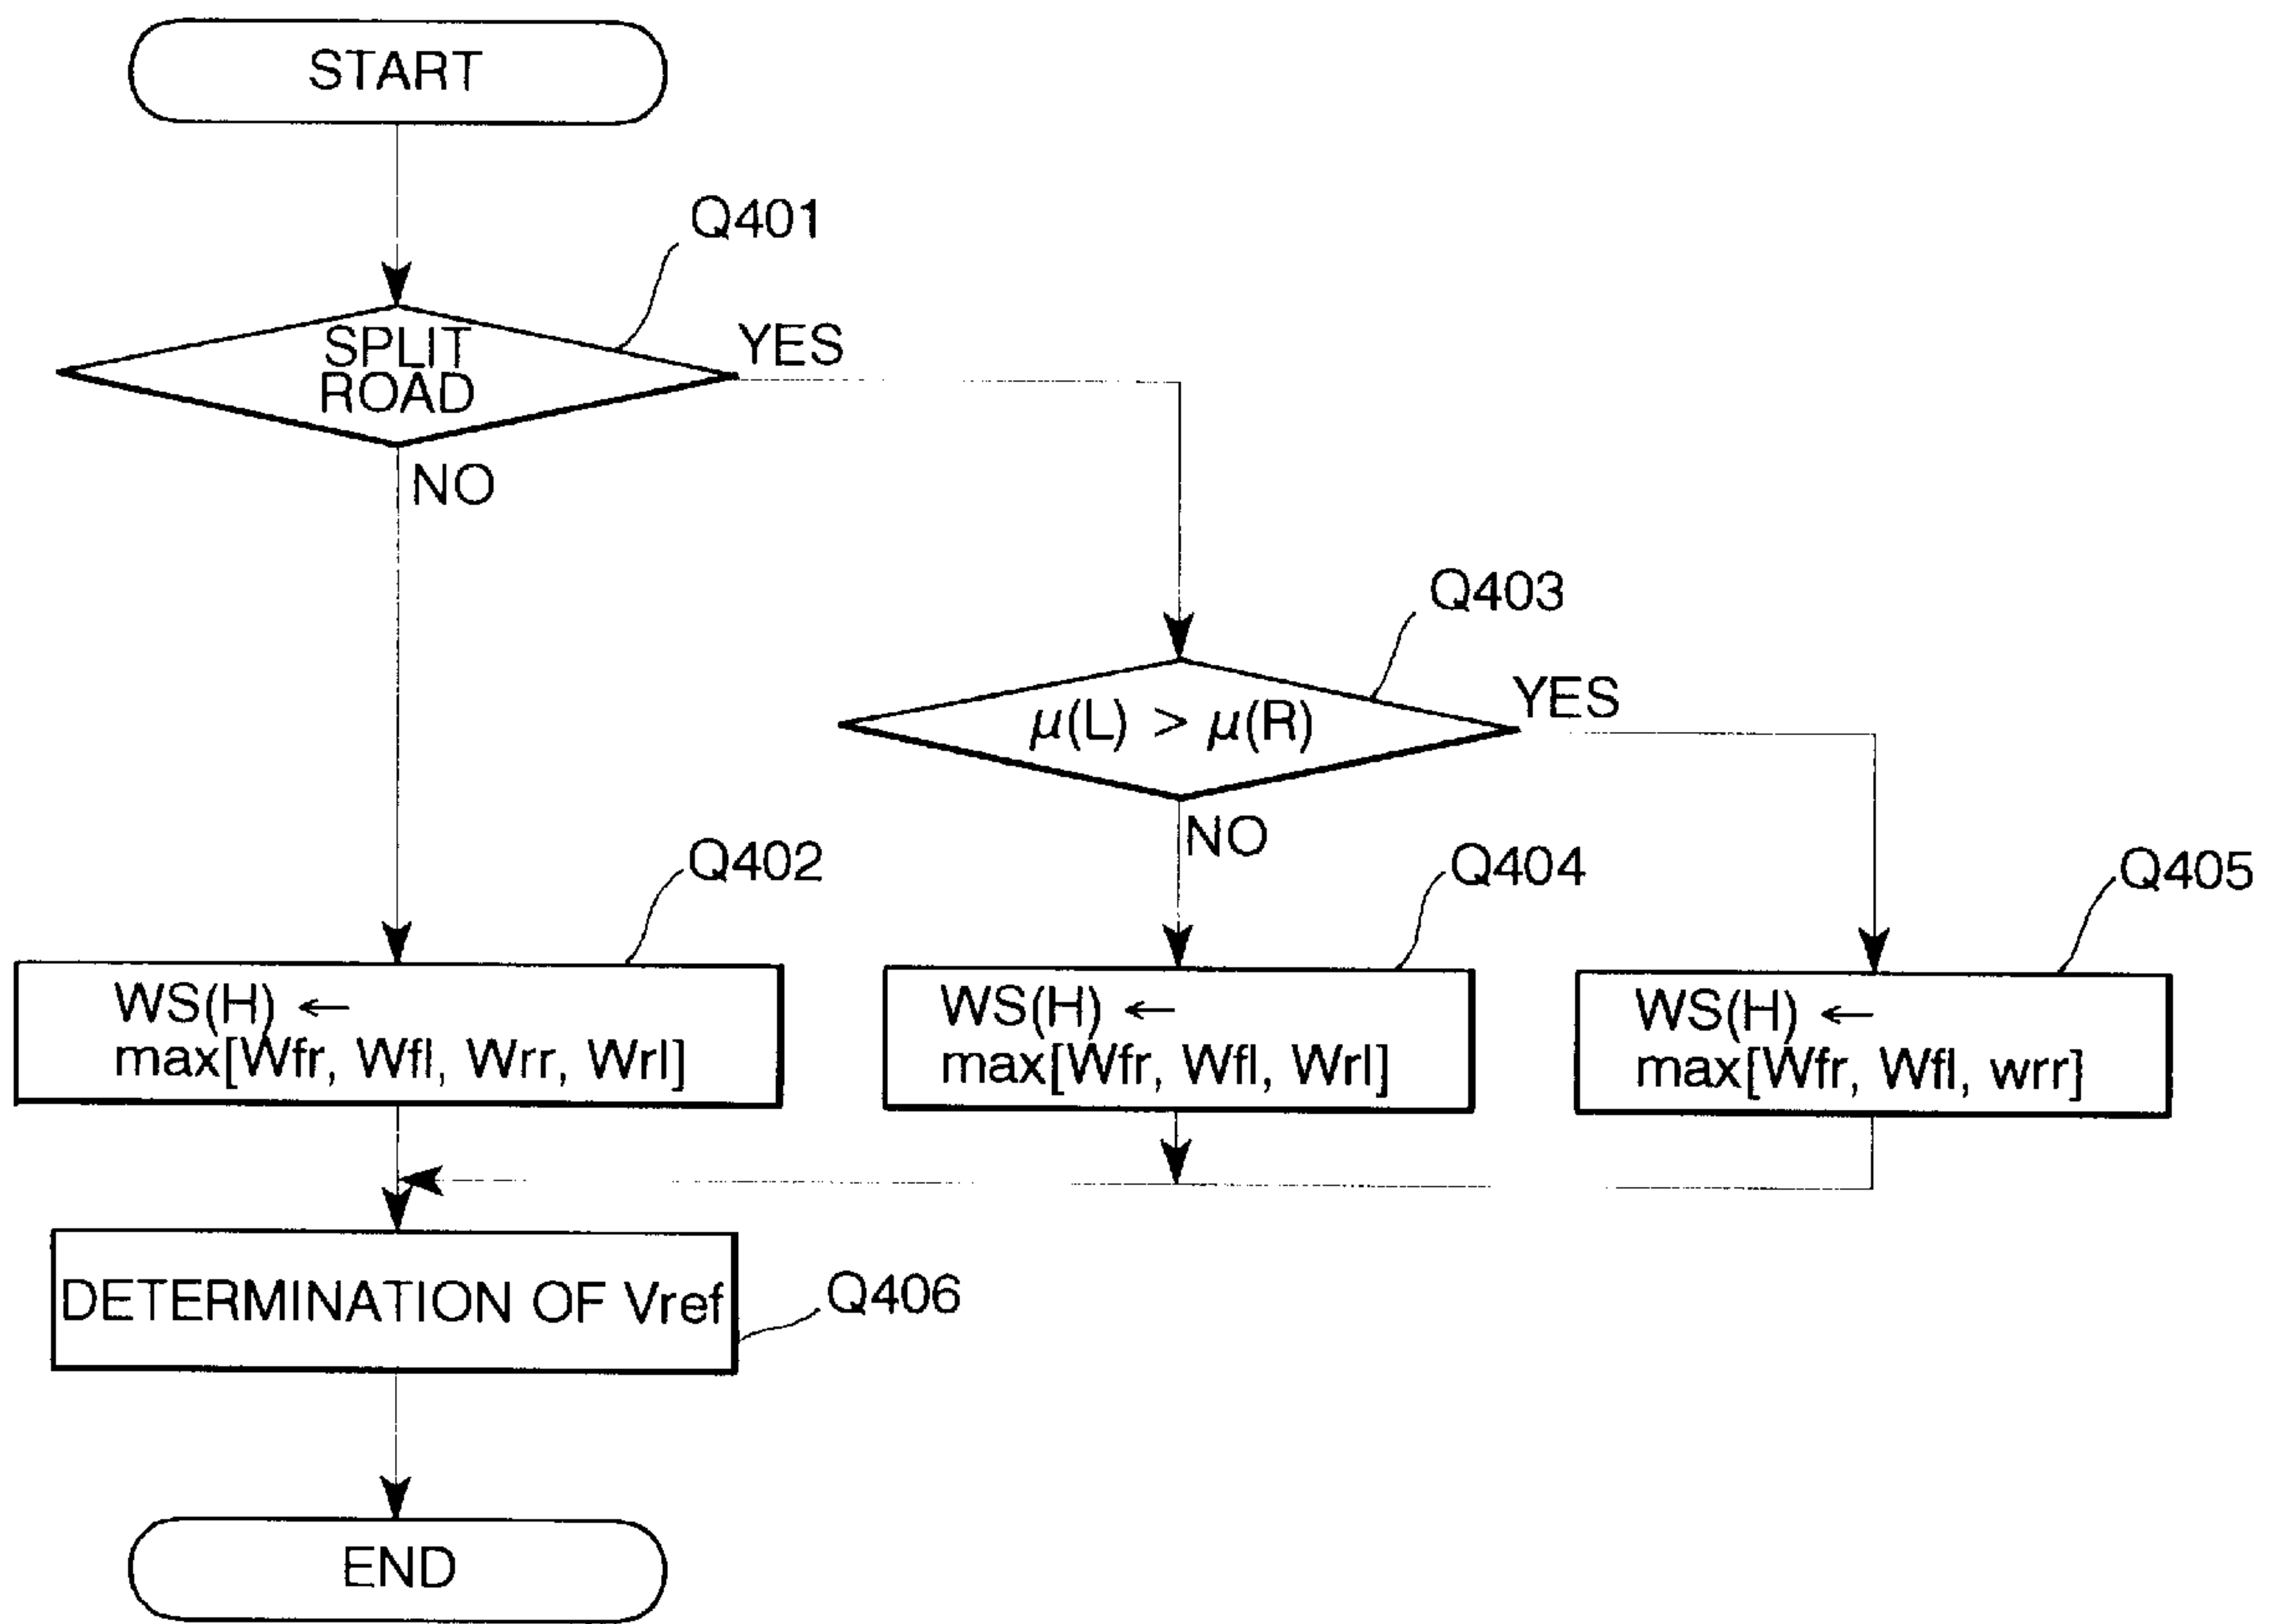 START
Q401
SPLIT
ROAD
YES
NO
Q403
μ(L) > μ(R)
YES
NO
Q402
WS(H) ←
max[Wfr, Wfl, Wrr, Wrl]
Q404
WS(H) ←
max[Wfr, Wfl, Wrl]
Q405
WS(H) ←
max[Wfr, Wfl, wrr]
DETERMINATION OF Vref
Q406
END